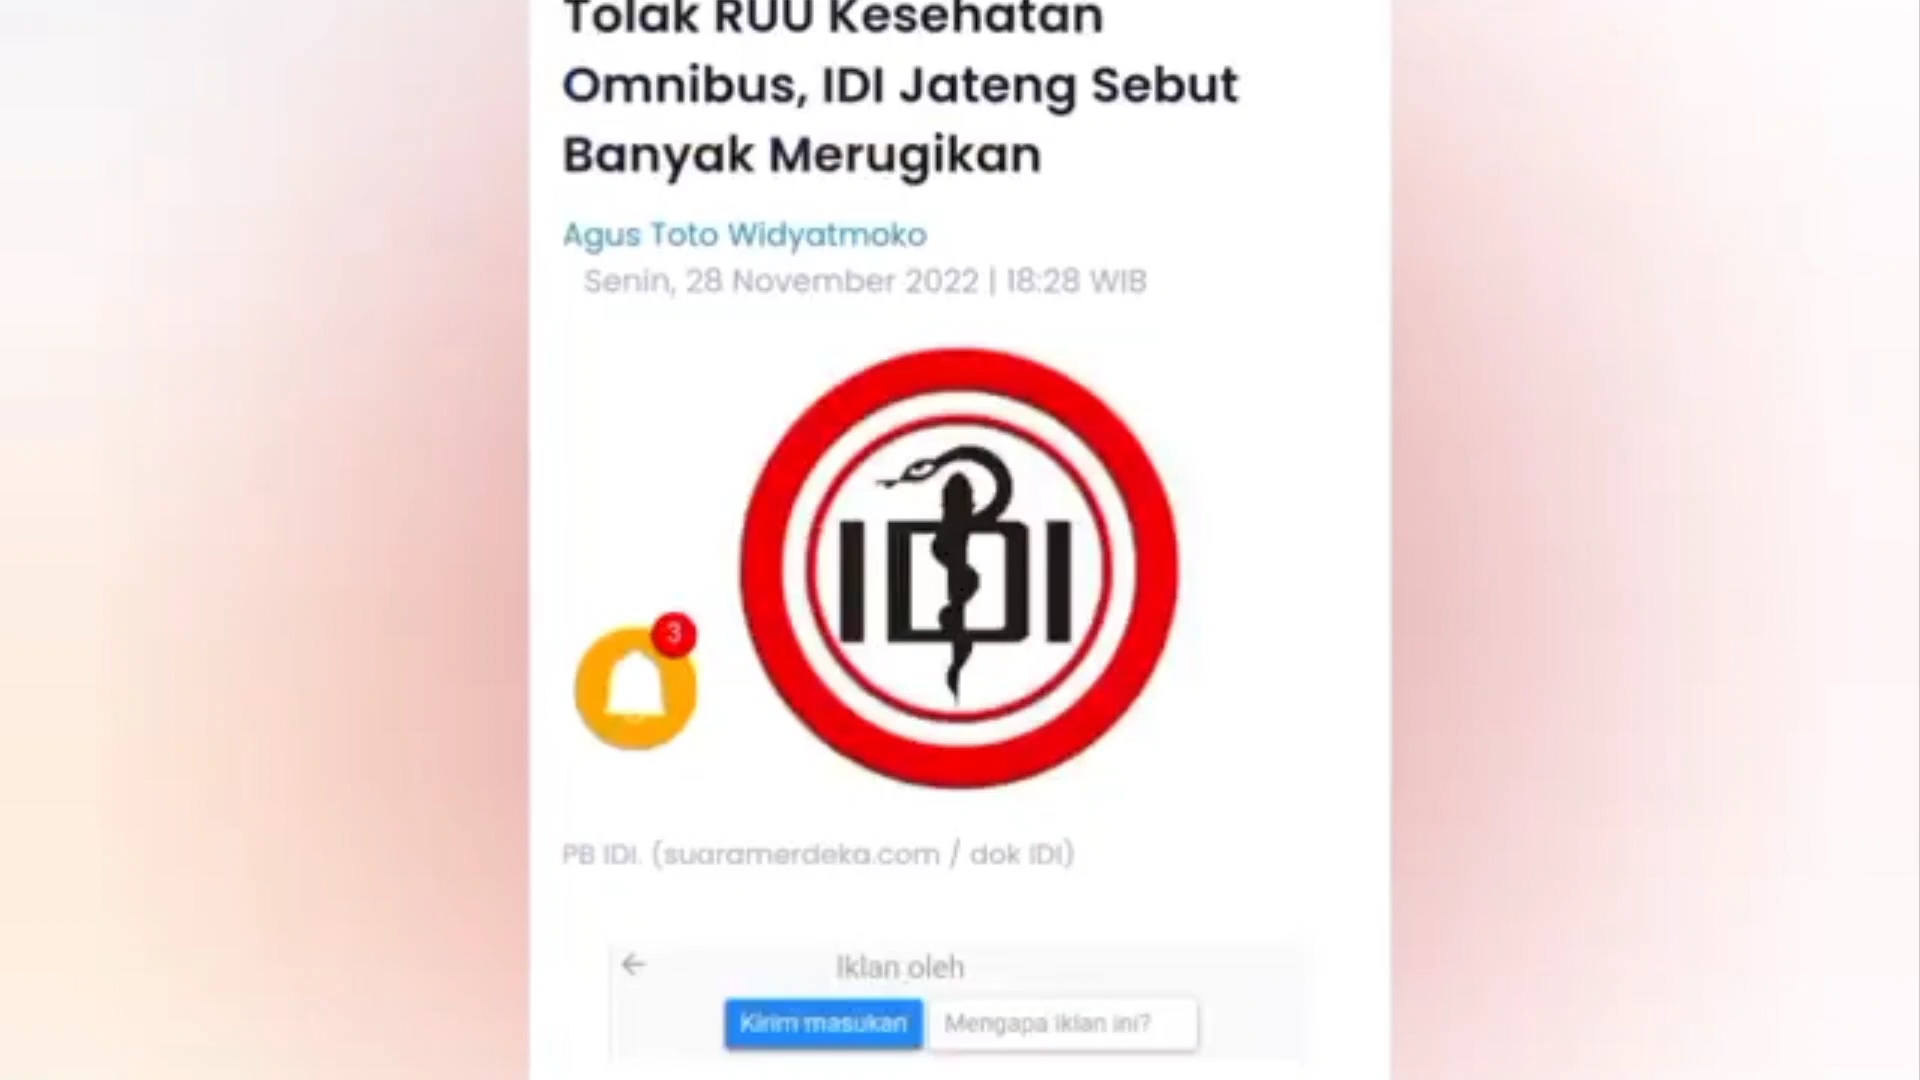 Tolak RUU Kesehatan
Omnibus, IDI Jateng Sebut
Banyak Merugikan
Agus Toto Widyatmoko
Senin, 28 November 2022 | 18:28 WIB
IDI
3
PB IDI. (suaramerdeka.com / dok IDI)
Iklan oleh
Kirim masukan
Mengapa iklan ini?